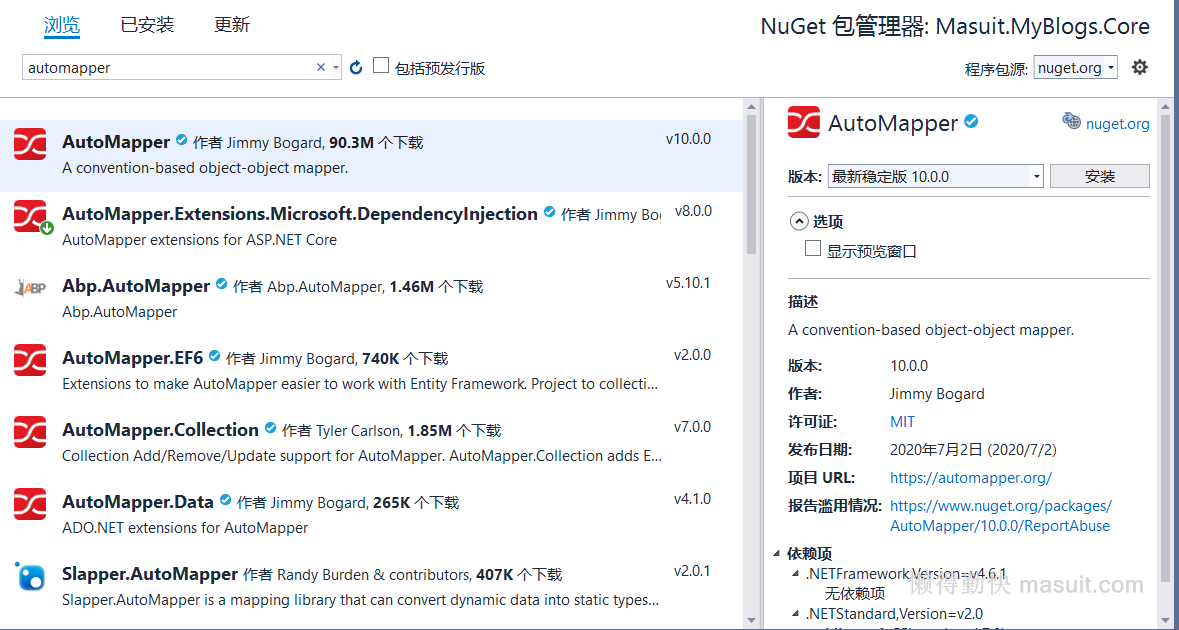 浏览 已安装 更新
NuGet 包管理器: Masuit.MyBlogs.Core
automapper
包括预发行版
程序包源: nuget.org
AutoMapper 作者 Jimmy Bogard, 90.3M 个下载 v10.0.0
A convention-based object-object mapper.
AutoMapper.Extensions.Microsoft.DependencyInjection 作者 Jimmy v8.0.0
AutoMapper extensions for ASP.NET Core
ABP
Abp.AutoMapper 作者 Abp.AutoMapper, 1.46M 个下载 v5.10.1
Abp.AutoMapper
AutoMapper.EF6 作者 Jimmy Bogard, 740K 个下载 v2.0.0
Extensions to make AutoMapper easier to work with Entity Framework. Project to collecti...
AutoMapper.Collection 作者 Tyler Carlson, 1.85M 个下载 v7.0.0
Collection Add/Remove/Update support for AutoMapper. AutoMapper.Collection adds E...
AutoMapper.Data 作者 Jimmy Bogard, 265K 个下载 v4.1.0
ADO.NET extensions for AutoMapper
Slapper.AutoMapper 作者 Randy Burden & contributors, 407K 个下载 v2.0.1
Slapper.AutoMapper is a mapping library that can convert dynamic data into static types...
AutoMapper nuget.org
版本: 最新稳定版 10.0.0 安装
选项
显示预览窗口
描述
A convention-based object-object mapper.
版本: 10.0.0
作者: Jimmy Bogard
许可证: MIT
发布日期: 2020年7月2日 (2020/7/2)
项目 URL: https://automapper.org/
报告滥用情况: https://www.nuget.org/packages/
AutoMapper/10.0.0/ReportAbuse
依赖项
.NETFramework,Version=v4.6.1
无依赖项
.NETStandard,Version=v2.0
懒得勤快 masuit.com